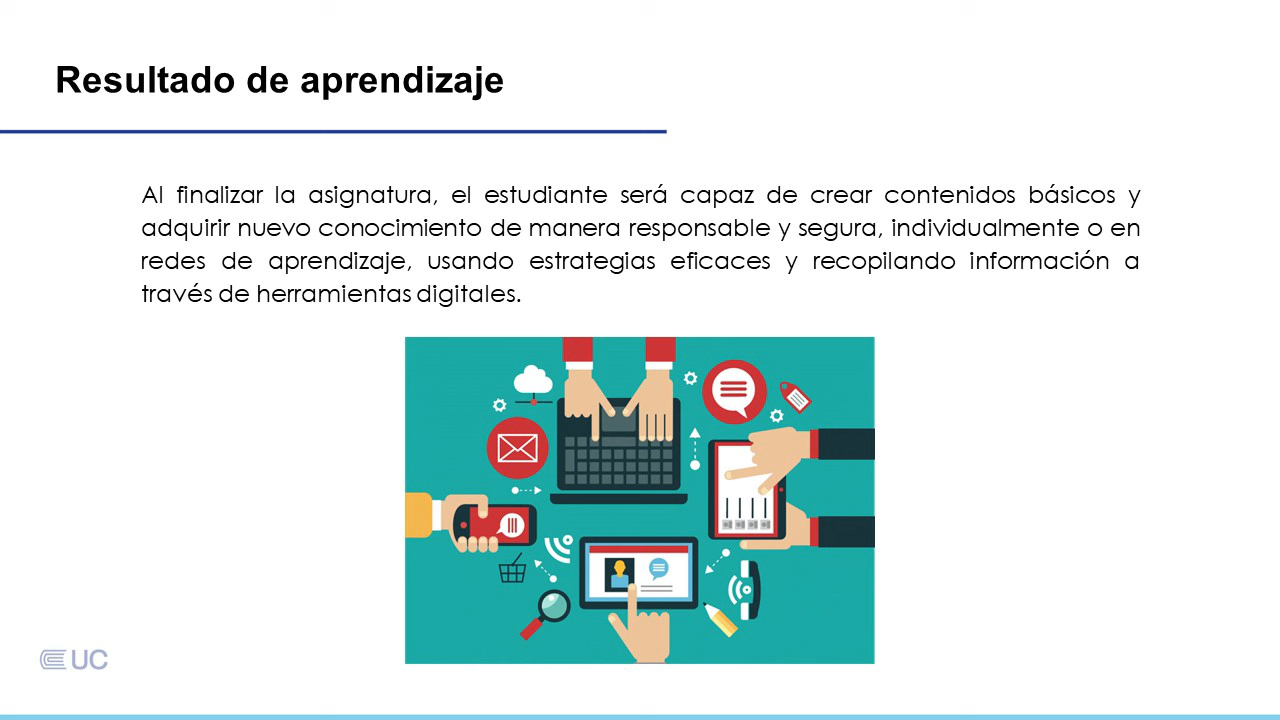 Resultado de aprendizaje
Al finalizar la asignatura, el estudiante será capaz de crear contenidos básicos y
adquirir nuevo conocimiento de manera responsable y segura, individualmente o en
redes de aprendizaje, usando estrategias eficaces y recopilando información a
través de herramientas digitales.
UC